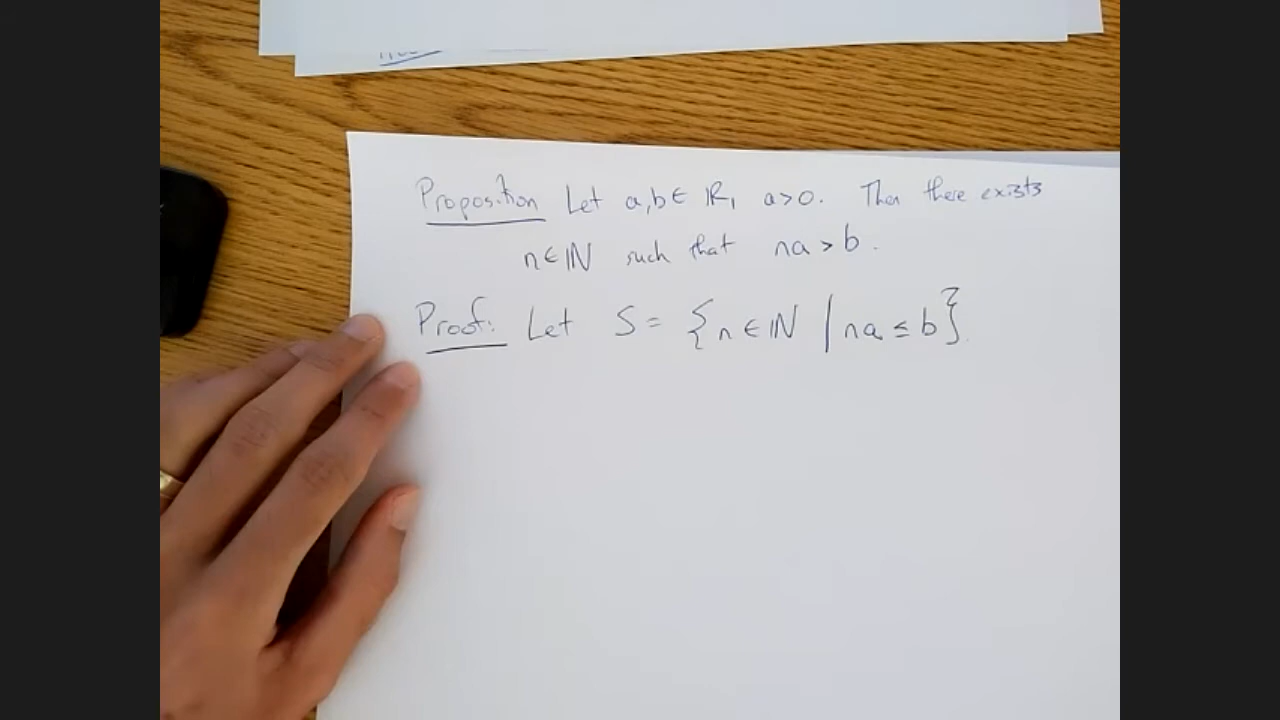 Proposition Let a,b ∈ ℝ, a>0. Then there exists
n ∈ ℕ such that na > b.
Proof: Let S = {n ∈ ℕ | na ≤ b}.